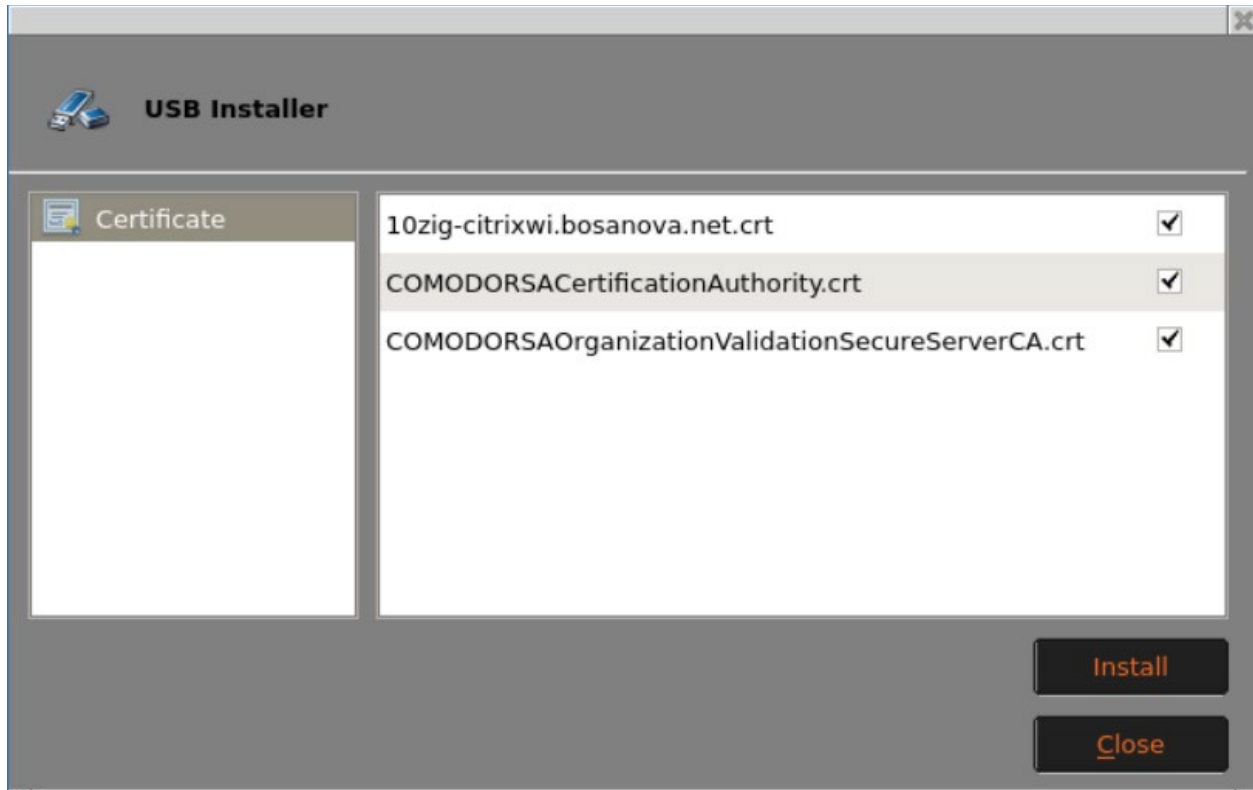 USB Installer
Certificate
10zig-citrixwi.bosanova.net.crt
COMODORSACertificationAuthority.crt
COMODORSAOrganizationValidationSecureServerCA.crt
Install
Close